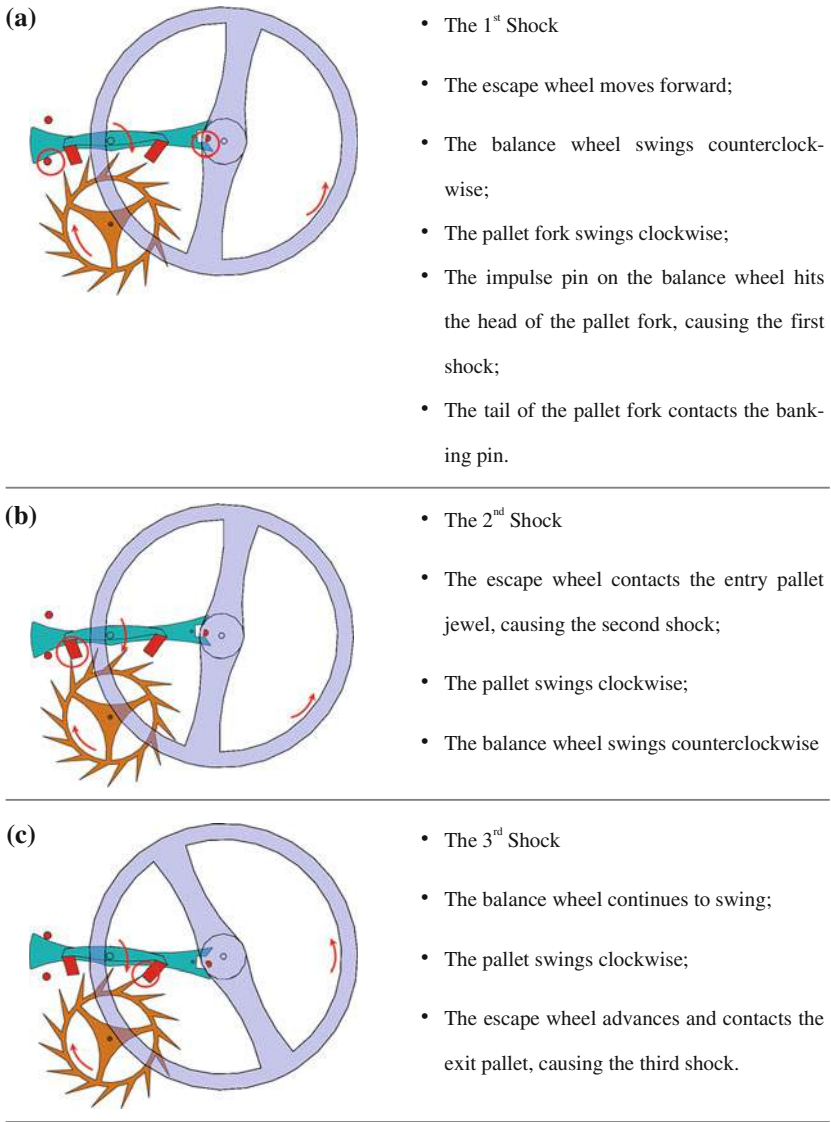 (a)
• The 1st Shock
• The escape wheel moves forward;
• The balance wheel swings counterclock-
wise;
• The pallet fork swings clockwise;
• The impulse pin on the balance wheel hits
the head of the pallet fork, causing the first
shock;
• The tail of the pallet fork contacts the bank-
ing pin.
(b)
• The 2nd Shock
• The escape wheel contacts the entry pallet
jewel, causing the second shock;
• The pallet swings clockwise;
• The balance wheel swings counterclockwise
(c)
• The 3rd Shock
• The balance wheel continues to swing;
• The pallet swings clockwise;
• The escape wheel advances and contacts the
exit pallet, causing the third shock.